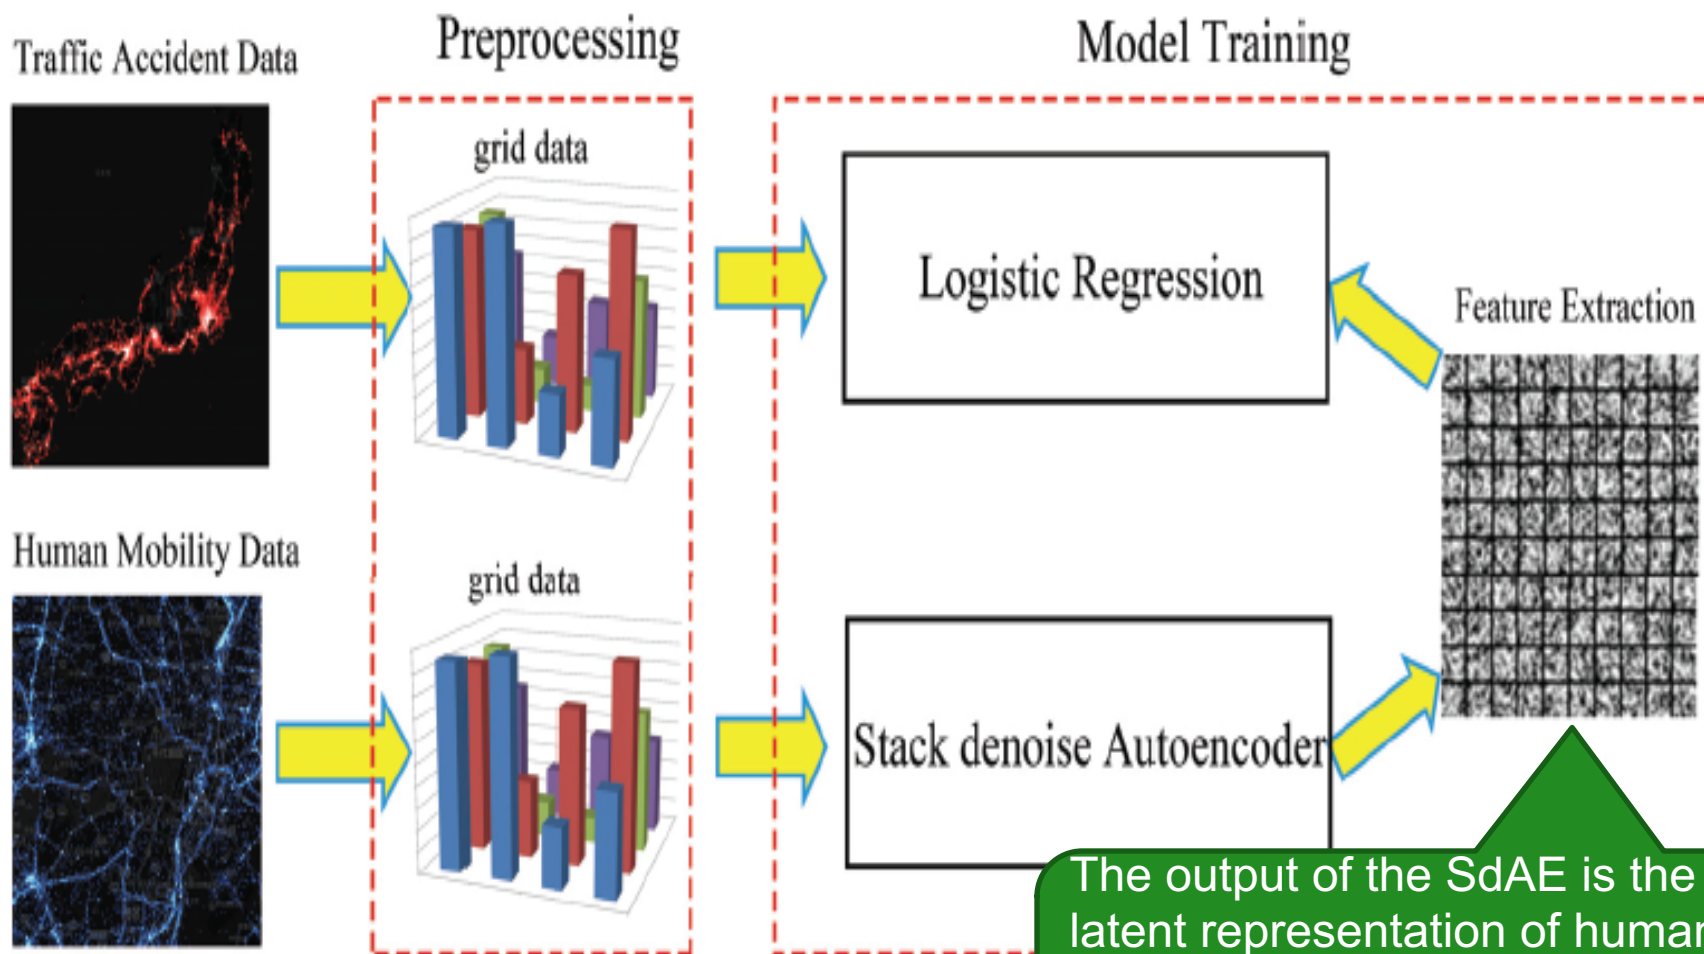 Traffic Accident Data
Preprocessing
Model Training
grid data
Logistic Regression
Feature Extraction
Human Mobility Data
grid data
Stack denoise Autoencoder
The output of the SdAE is the
latent representation of human